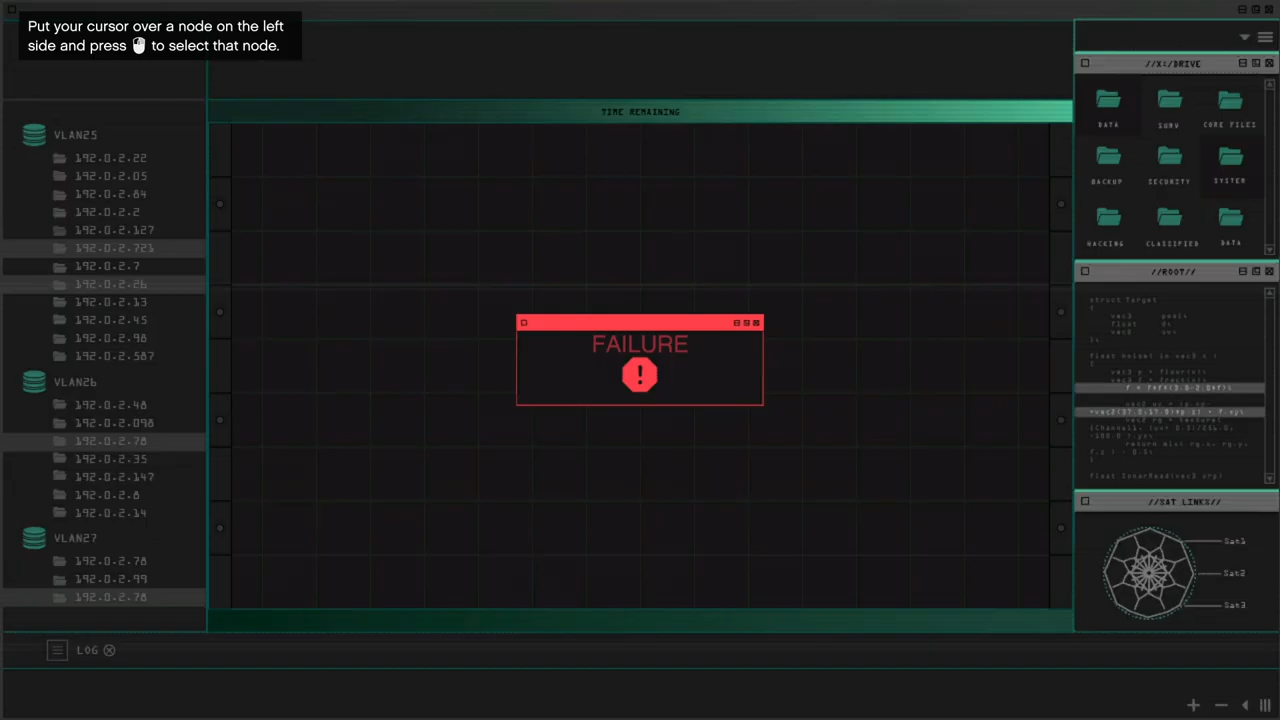 Put your cursor over a node on the left
side and press to select that node.
TIME REMAINING
VLAN25
192.0.2.22
192.0.2.05
192.0.2.84
192.0.2.2
192.0.2.127
192.0.2.721
192.0.2.7
192.0.2.26
192.0.2.13
192.0.2.45
192.0.2.98
192.0.2.587
VLAN26
192.0.2.48
192.0.2.098
192.0.2.78
192.0.2.35
192.0.2.147
192.0.2.8
192.0.2.14
VLAN27
192.0.2.78
192.0.2.99
192.0.2.78
FAILURE
//X:/DRIVE
DATA
SURV
CORE FILES
BACKUP
SECURITY
SYSTEM
HACKING
CLASSIFIED
DATA
//ROOT//
struct Target
{
vec3
float
vec2
};
//SAT LINKS//
Sat1
Sat2
Sat3
LOG